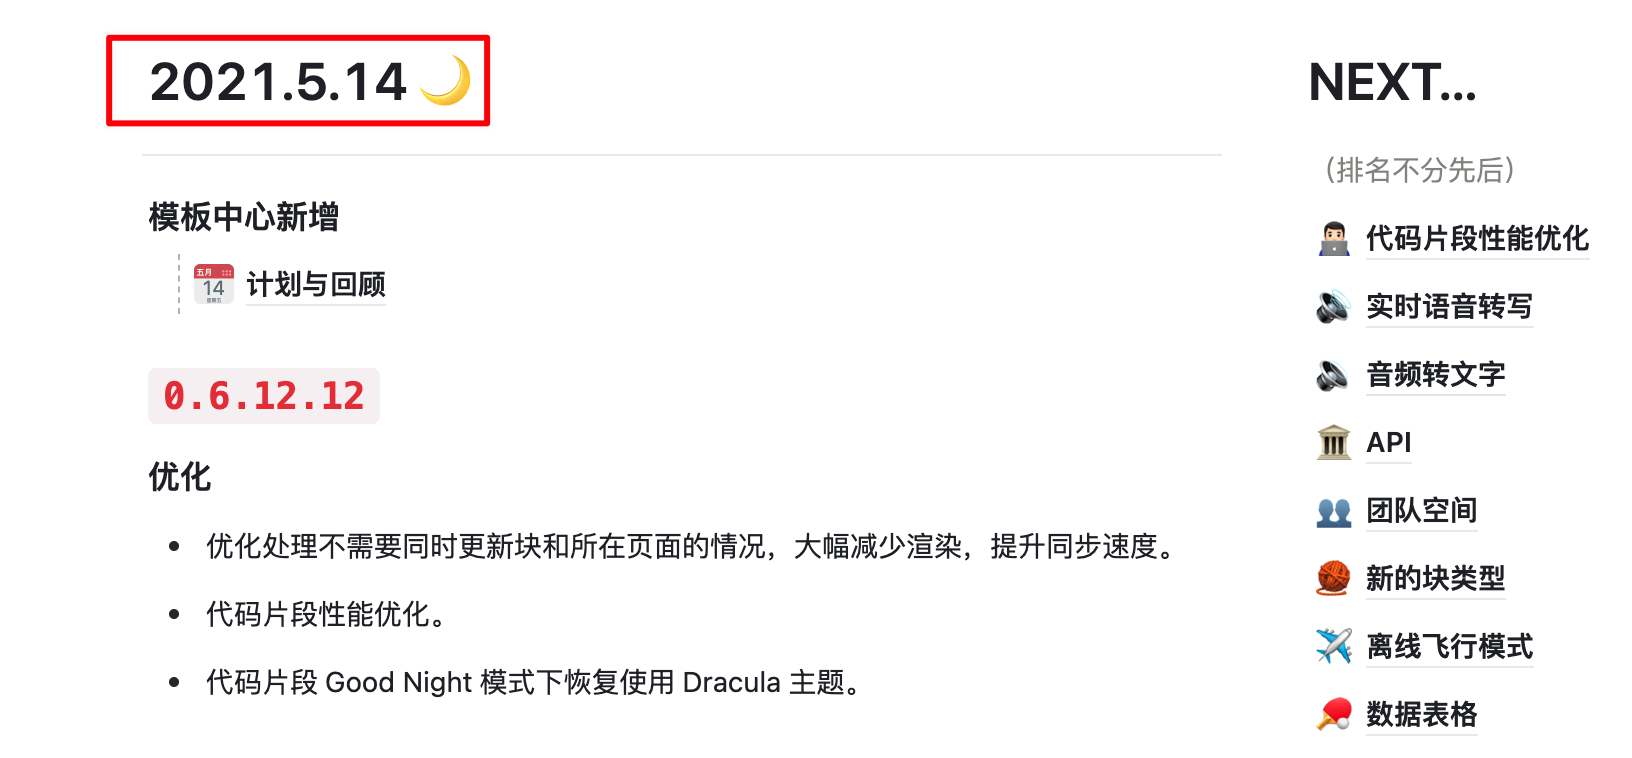 2021.5.14🌙
模板中心新增
计划与回顾
0.6.12.12
优化
优化处理不需要同时更新块和所在页面的情况，大幅减少渲染，提升同步速度。
代码片段性能优化。
代码片段 Good Night 模式下恢复使用 Dracula 主题。
NEXT...
（排名不分先后）
代码片段性能优化
实时语音转写
音频转文字
API
团队空间
新的块类型
离线飞行模式
数据表格
五月
14
星期五